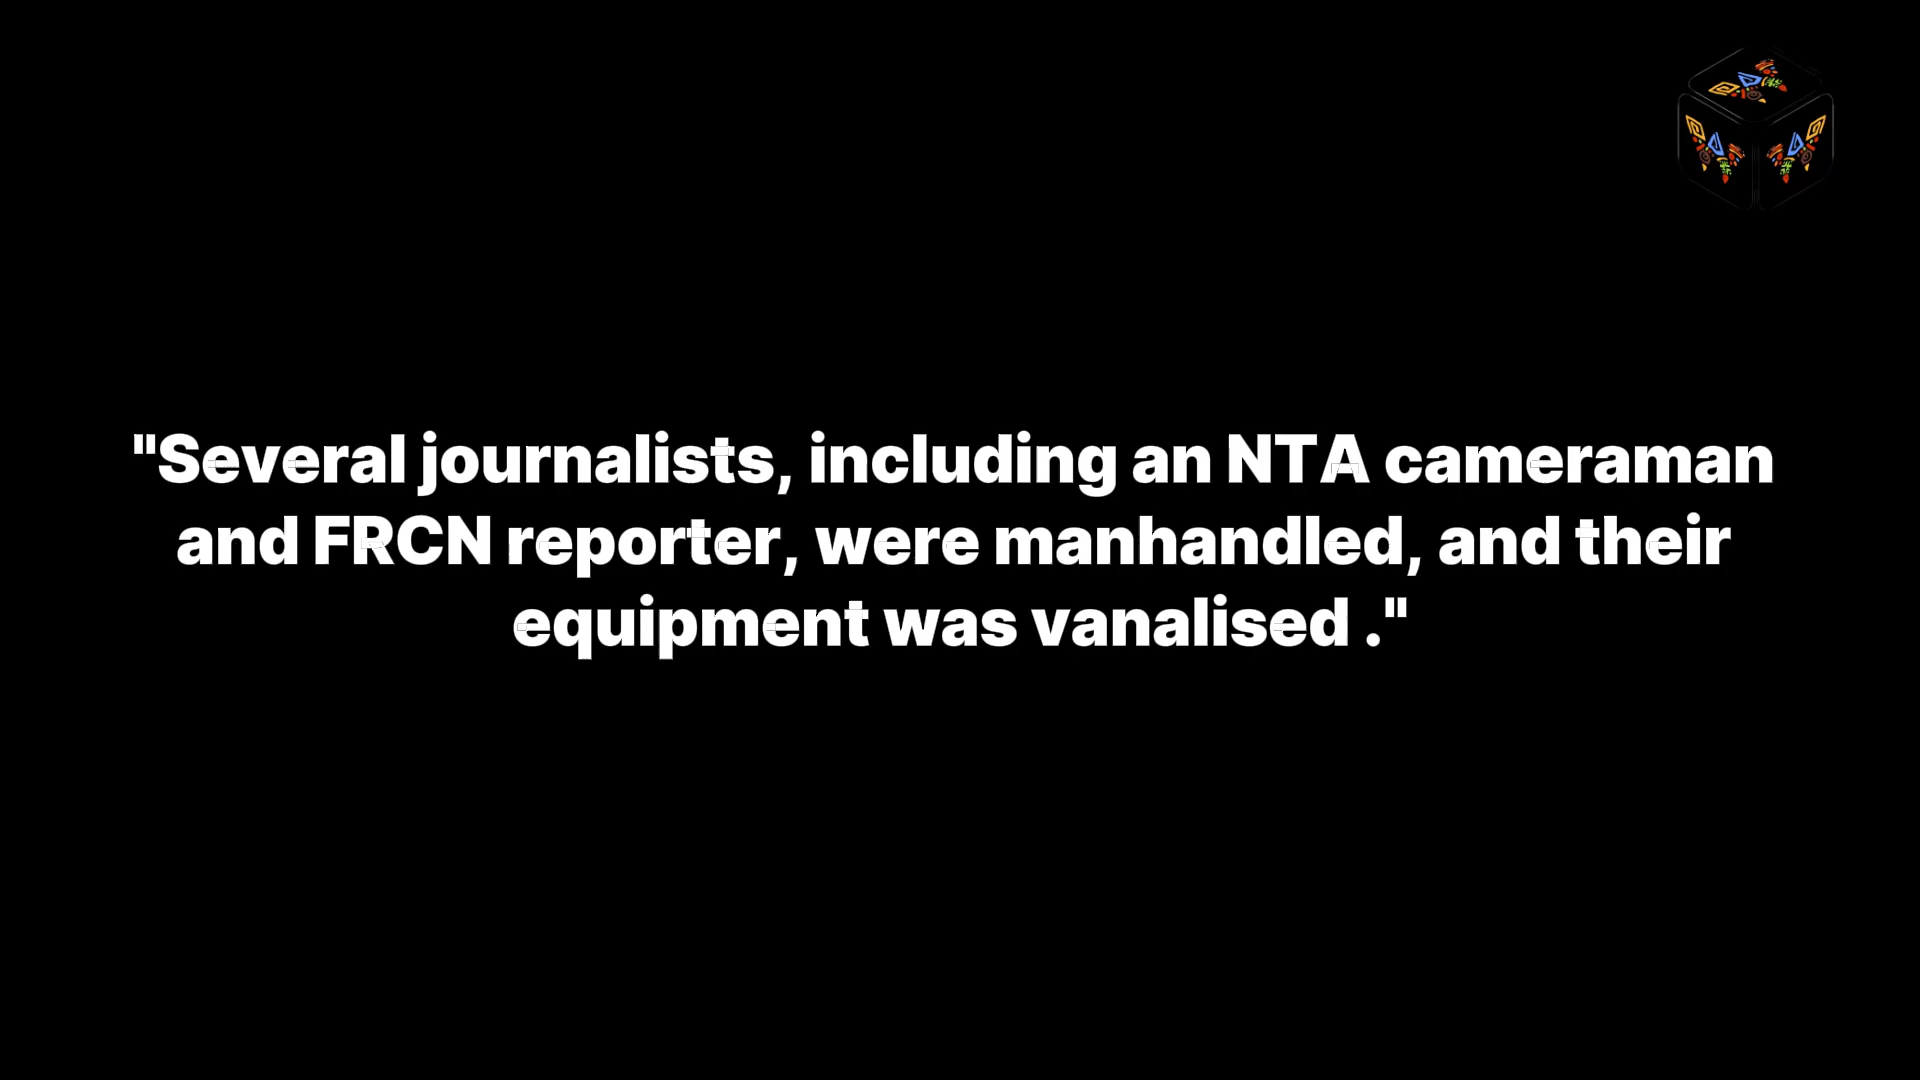 "Several journalists, including an NTA cameraman
and FRCN reporter, were manhandled, and their
equipment was vanalised ."